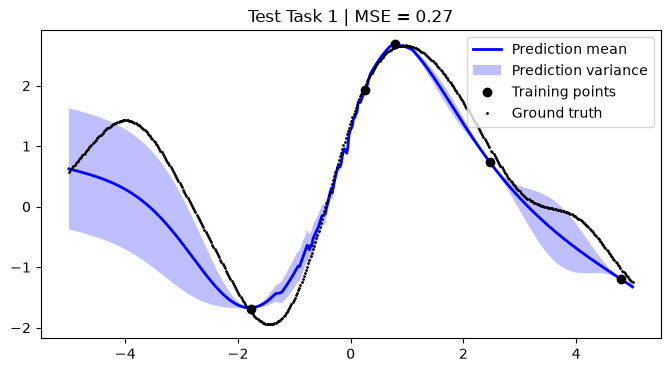 Test Task 1 | MSE = 0.27
Prediction mean
Prediction variance
Training points
Ground truth
2
1
0
−1
−2
−4
−2
0
2
4